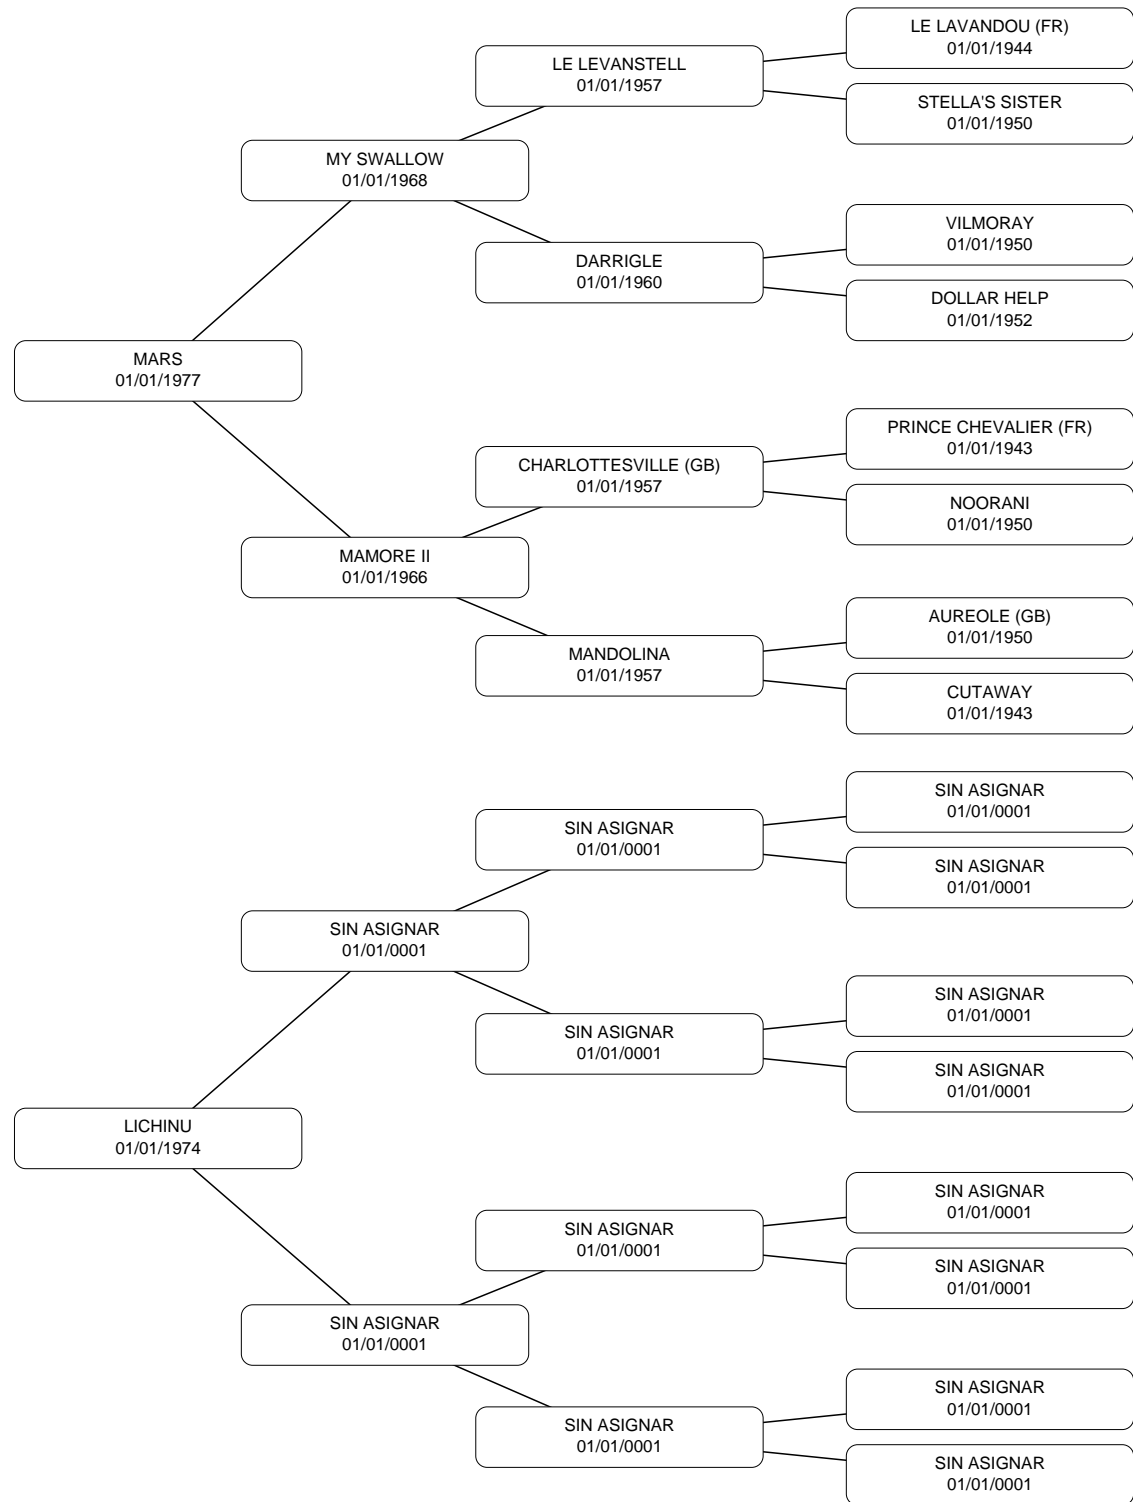 LE LAVANDOU (FR)
01/01/1944
LE LEVANSTELL
01/01/1957
STELLA'S SISTER
01/01/1950
MY SWALLOW
01/01/1968
VILMORAY
01/01/1950
DARRIGLE
01/01/1960
DOLLAR HELP
01/01/1952
MARS
01/01/1977
PRINCE CHEVALIER (FR)
01/01/1943
CHARLOTTESVILLE (GB)
01/01/1957
NOORANI
01/01/1950
MAMORE II
01/01/1966
AUREOLE (GB)
01/01/1950
MANDOLINA
01/01/1957
CUTAWAY
01/01/1943
SIN ASIGNAR
01/01/0001
SIN ASIGNAR
01/01/0001
SIN ASIGNAR
01/01/0001
SIN ASIGNAR
01/01/0001
SIN ASIGNAR
01/01/0001
SIN ASIGNAR
01/01/0001
SIN ASIGNAR
01/01/0001
LICHINU
01/01/1974
SIN ASIGNAR
01/01/0001
SIN ASIGNAR
01/01/0001
SIN ASIGNAR
01/01/0001
SIN ASIGNAR
01/01/0001
SIN ASIGNAR
01/01/0001
SIN ASIGNAR
01/01/0001
SIN ASIGNAR
01/01/0001